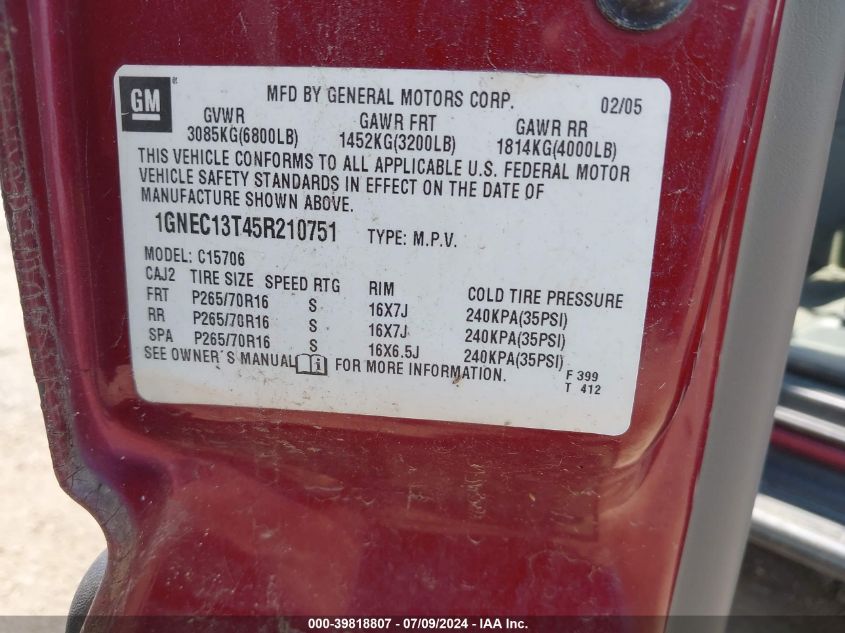 GM
MFD BY GENERAL MOTORS CORP. 02/05
GVWR GAWR FRT GAWR RR
3085KG(6800LB) 1452KG(3200LB) 1814KG(4000LB)
THIS VEHICLE CONFORMS TO ALL APPLICABLE U.S. FEDERAL MOTOR
VEHICLE SAFETY STANDARDS IN EFFECT ON THE DATE OF
MANUFACTURE SHOWN ABOVE.
1GNEC13T45R210751 TYPE: M.P.V.
MODEL: C15706
CAJ2 TIRE SIZE SPEED RTG RIM COLD TIRE PRESSURE
FRT P265/70R16 S 16X7J 240KPA(35PSI)
RR P265/70R16 S 16X7J 240KPA(35PSI)
SPA P265/70R16 S 16X6.5J 240KPA(35PSI)
SEE OWNER'S MANUAL FOR MORE INFORMATION.
F 399
T 412
000-39818807 / 07/09/2024 - IAA Inc.